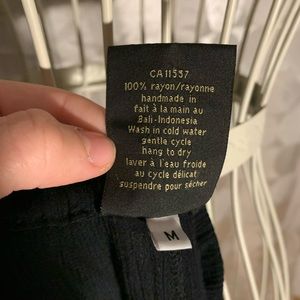 CA11557
100% rayon/rayonne
handmade in
fait à la main au
Bali-Indonesia
Wash in cold water
gentle cycle
hang to dry
laver à l'eau froide
au cycle délicat
suspendre pour sécher
M